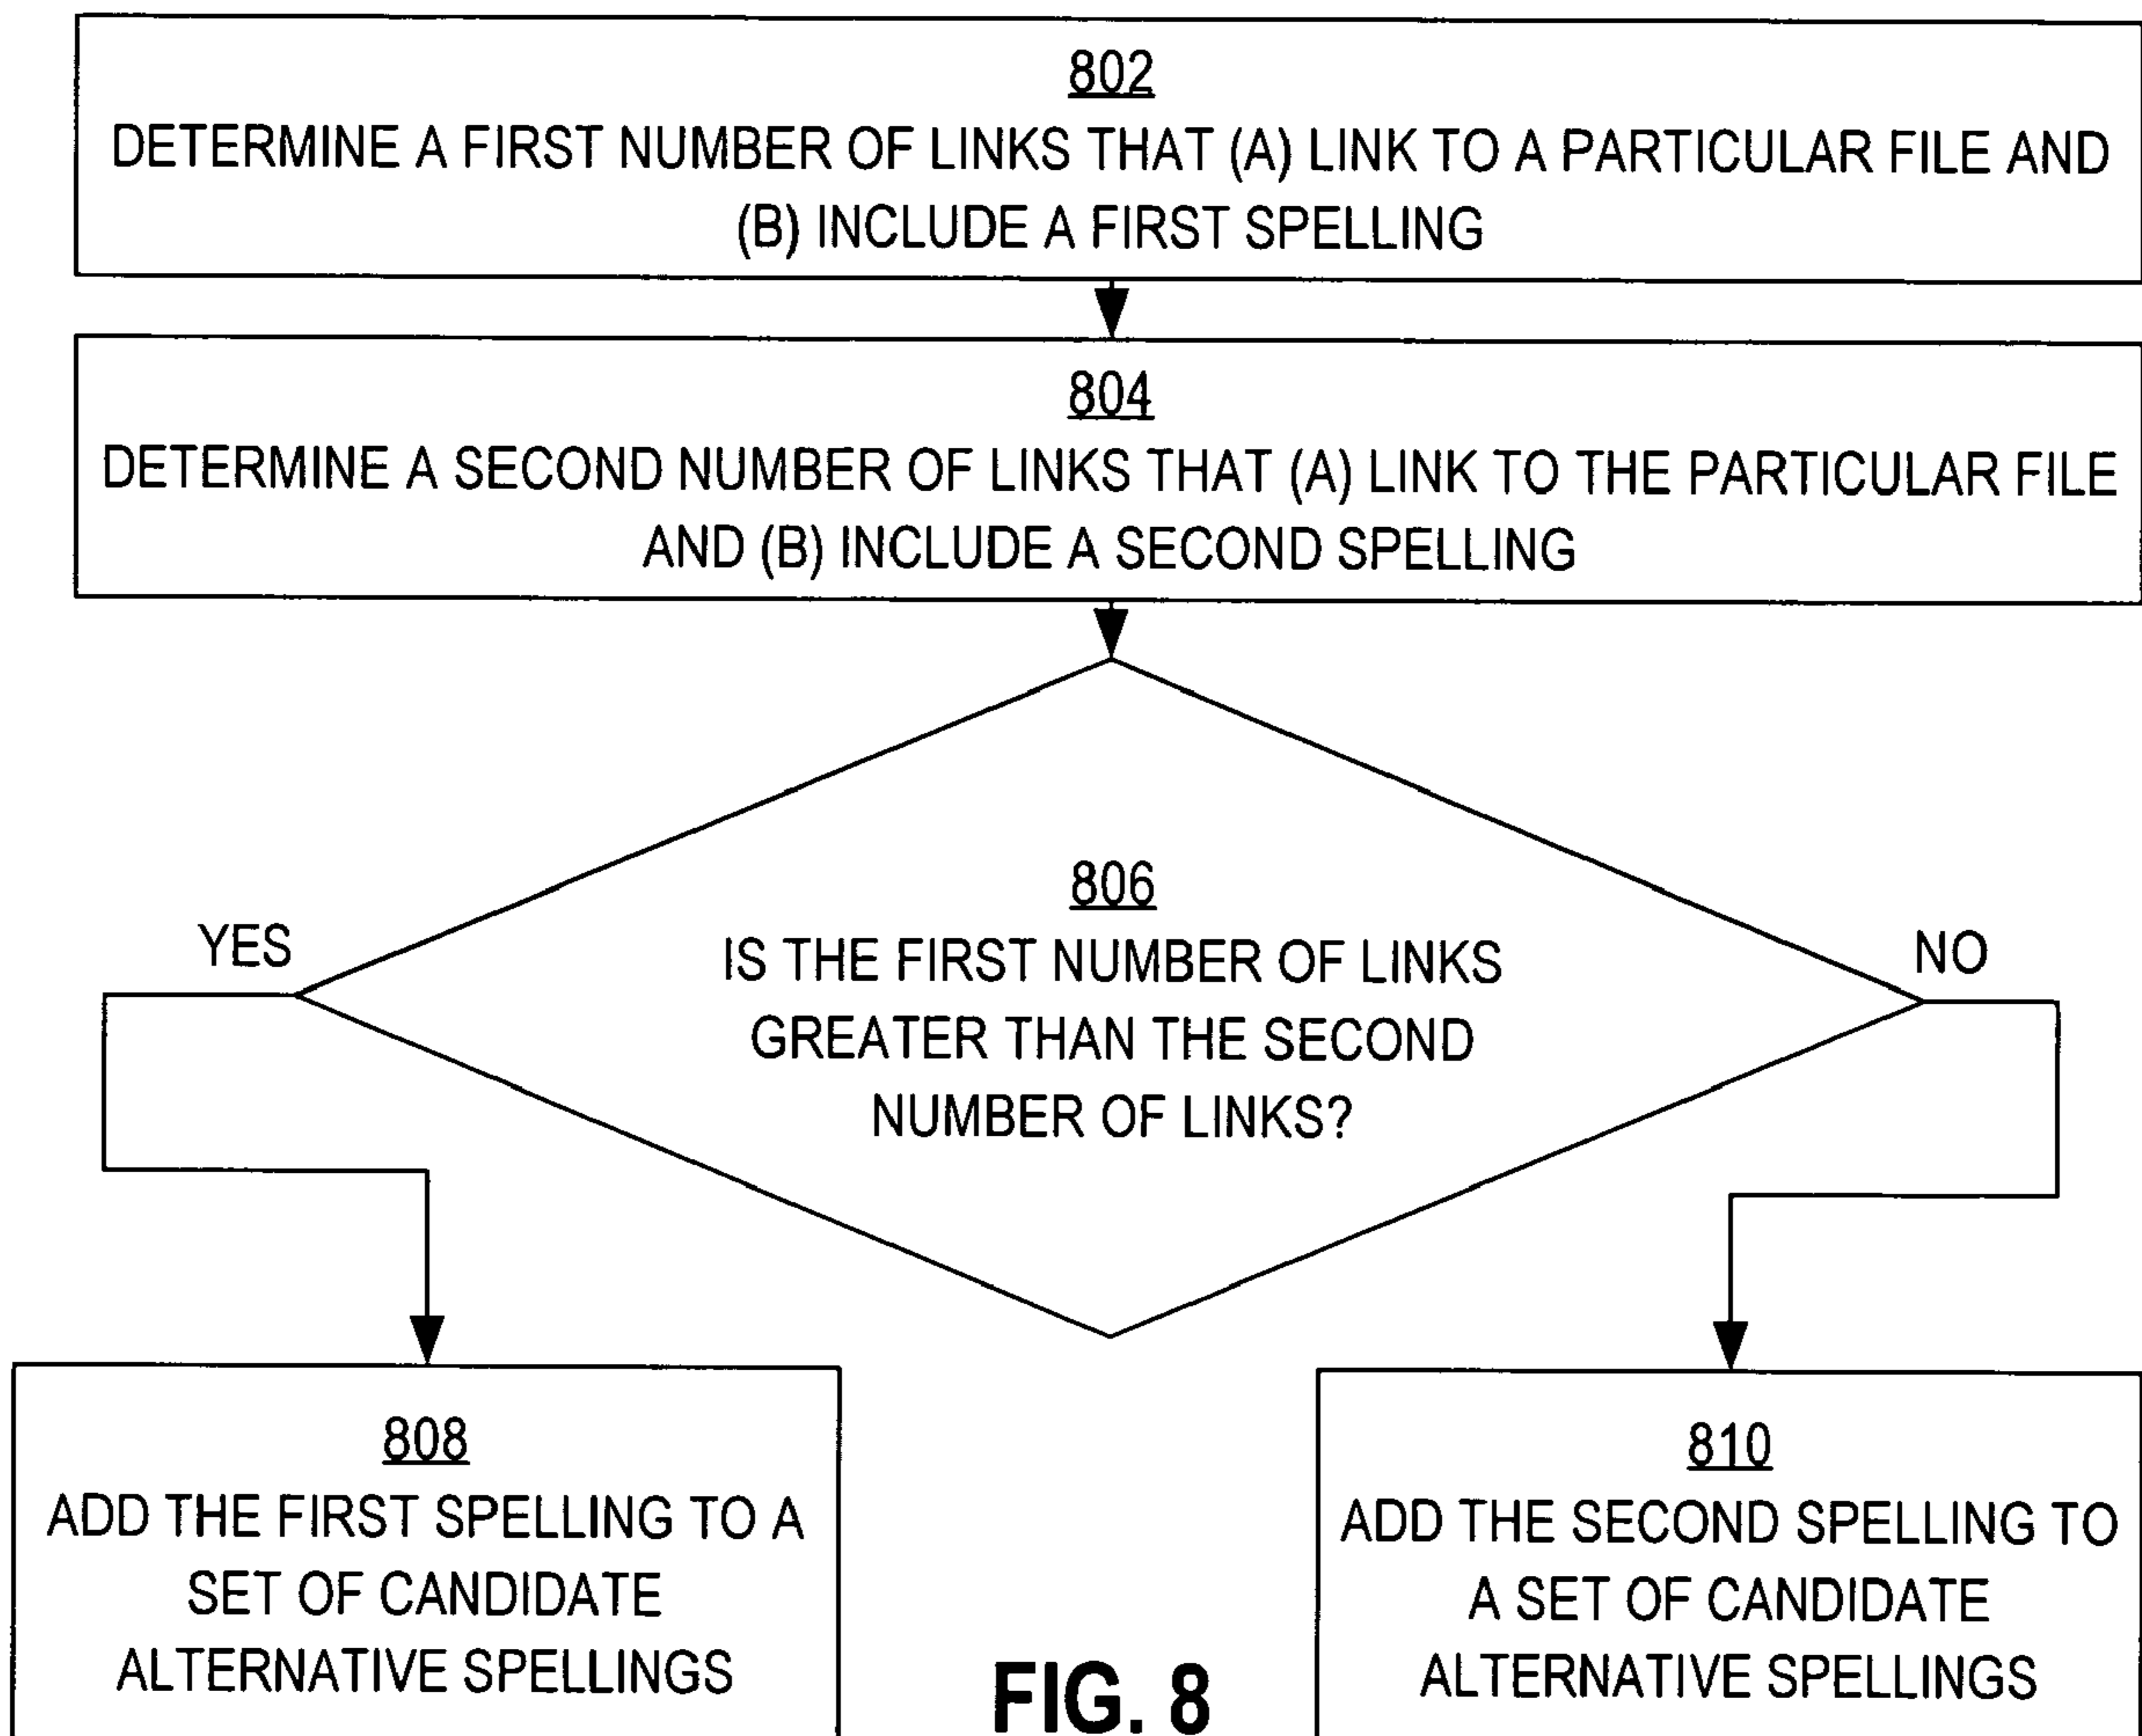 802
DETERMINE A FIRST NUMBER OF LINKS THAT (A) LINK TO A PARTICULAR FILE AND
(B) INCLUDE A FIRST SPELLING
804
DETERMINE A SECOND NUMBER OF LINKS THAT (A) LINK TO THE PARTICULAR FILE
AND (B) INCLUDE A SECOND SPELLING
806
IS THE FIRST NUMBER OF LINKS
GREATER THAN THE SECOND
NUMBER OF LINKS?
YES
NO
808
ADD THE FIRST SPELLING TO A
SET OF CANDIDATE
ALTERNATIVE SPELLINGS
810
ADD THE SECOND SPELLING TO
A SET OF CANDIDATE
ALTERNATIVE SPELLINGS
FIG. 8